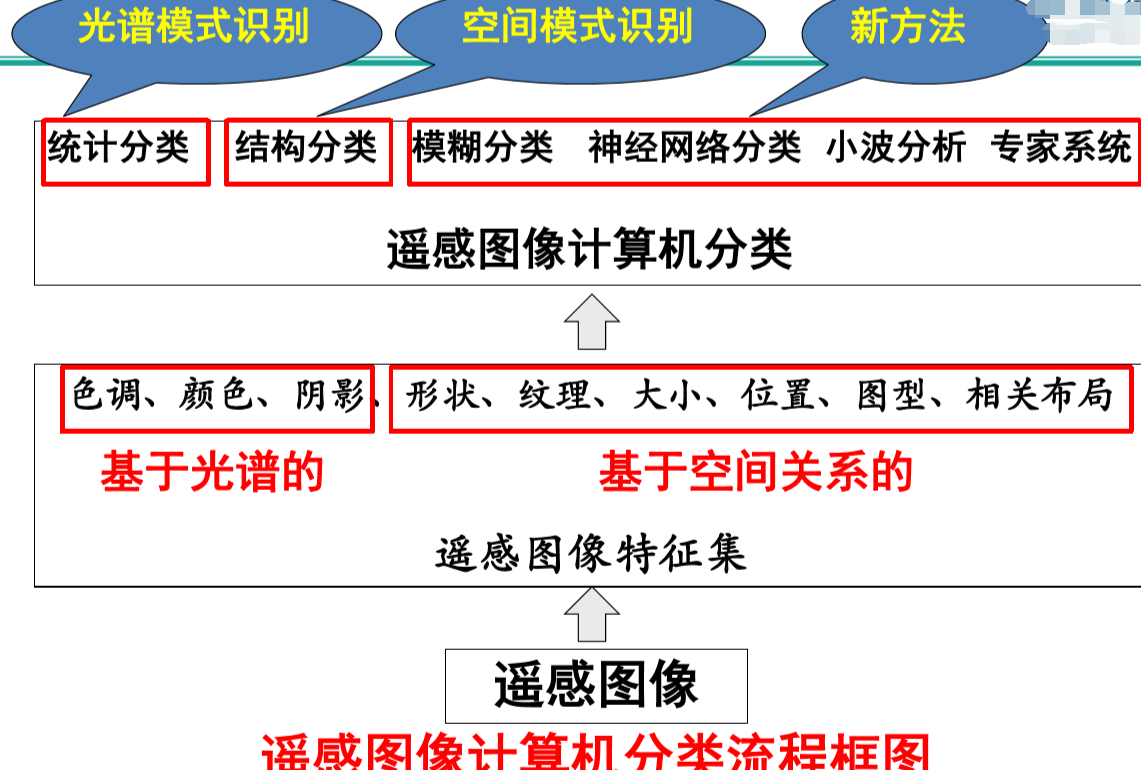 光谱模式识别 空间模式识别 新方法
统计分类 结构分类 模糊分类 神经网络分类 小波分析 专家系统
遥感图像计算机分类
色调、颜色、阴影、形状、纹理、大小、位置、图型、相关布局
基于光谱的 基于空间关系的
遥感图像特征集
遥感图像
遥感图像计算机分类流程框图